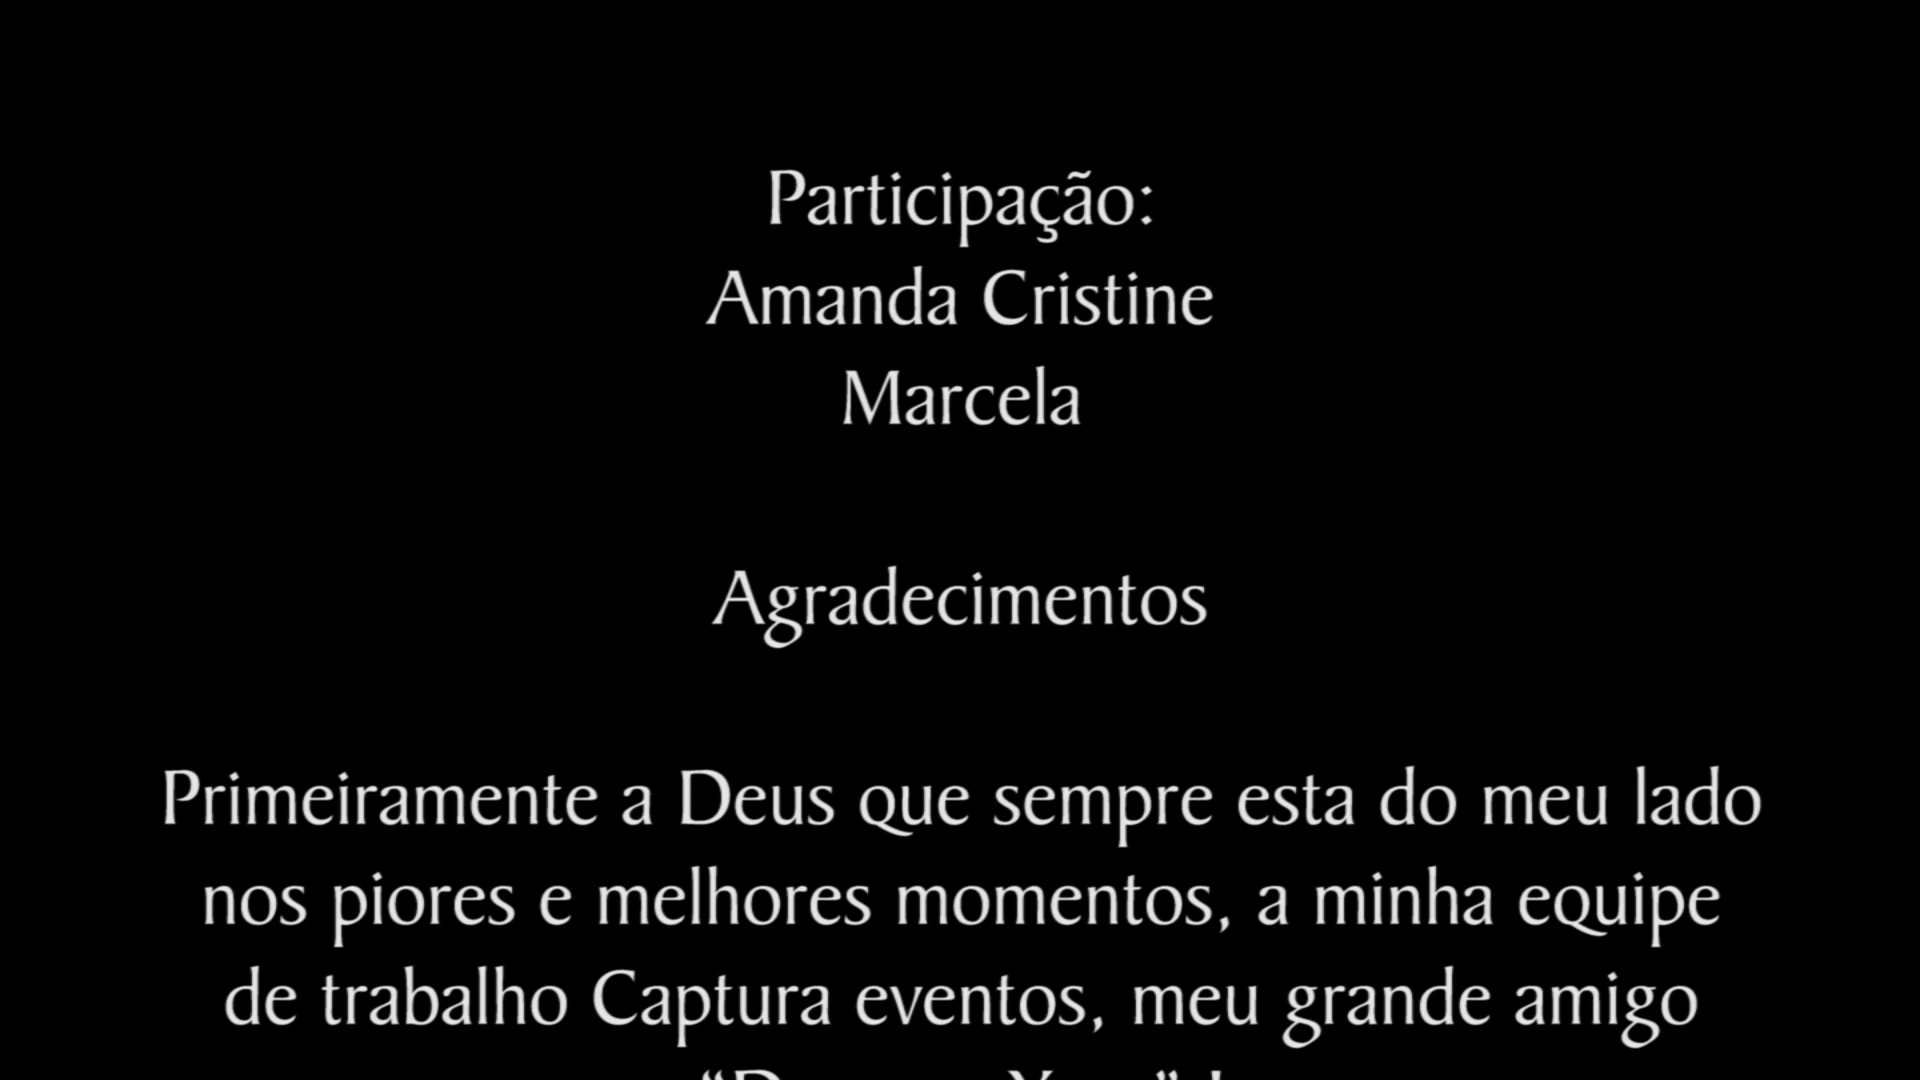 Participação:
Amanda Cristine
Marcela
Agradecimentos
Primeiramente a Deus que sempre esta do meu lado
nos piores e melhores momentos, a minha equipe
de trabalho Captura eventos, meu grande amigo